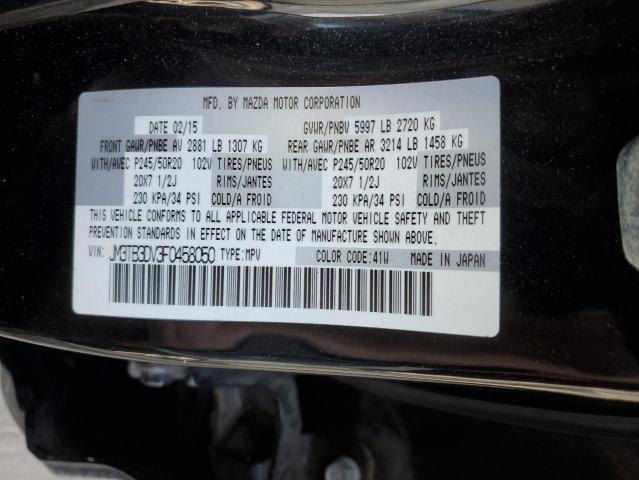 MFD. BY MAZDA MOTOR CORPORATION
DATE 02/15 GVWR/PNBV 5997 LB 2720 KG
FRONT GAWR/PNBE AV 2881 LB 1307 KG REAR GAWR/PNBE AR 3214 LB 1458 KG
WITH/AVEC P245/50R20 102V TIRES/PNEUS WITH/AVEC P245/50R20 102V TIRES/PNEUS
20X7 1/2J RIMS/JANTES 20X7 1/2J RIMS/JANTES
230 KPA/34 PSI COLD/A FROID 230 KPA/34 PSI COLD/A FROID
THIS VEHICLE CONFORMS TO ALL APPLICABLE FEDERAL MOTOR VEHICLE SAFETY AND THEFT
PREVENTION STANDARDS IN EFFECT ON THE DATE OF MANUFACTURE SHOWN ABOVE.
VIN: JM3TB3DV3F0458050 TYPE:MPV COLOR CODE:41W MADE IN JAPAN